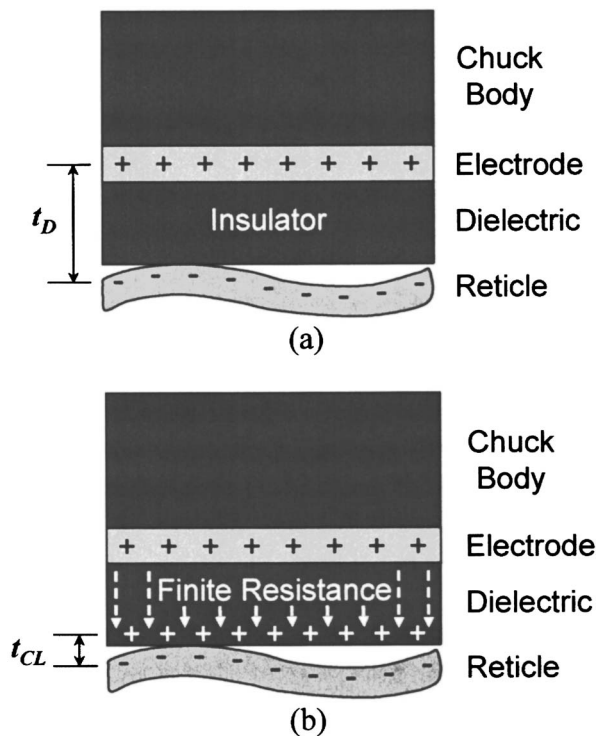 Chuck
Body
+ + + + + + + +
Electrode
t_D
Insulator
Dielectric
- - - - - - - - -
Reticle
(a)
Chuck
Body
+ + + + + + + +
Electrode
Finite Resistance
Dielectric
+ + + + + + + + +
t_CL
- - - - - - - - -
Reticle
(b)